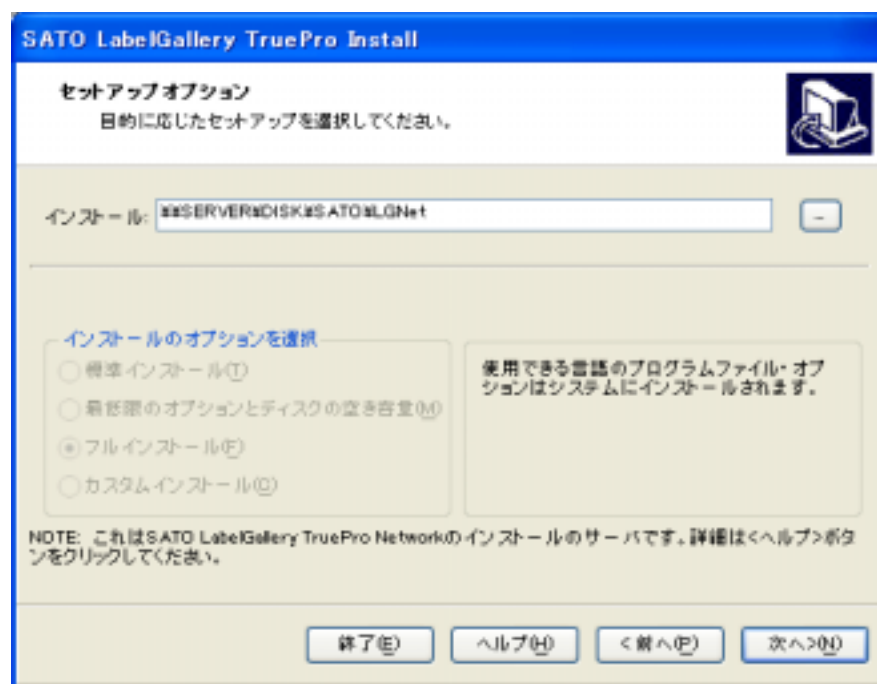 SATO LabelGallery TruePro Install
セットアップ オプション
目的に応じたセットアップを選択してください。
インストール: ¥¥SERVER¥DISK¥SATO¥LGNet
...
インストールのオプションを選択
標準インストール(T)
最低限のオプションとディスクの空き容量(M)
フルインストール(F)
カスタムインストール(C)
使用できる言語のプログラムファイル・オプ
ションはシステムにインストールされます。
NOTE: これはSATO LabelGallery TruePro Networkのインストールのサーバです。詳細は<ヘルプ>ボタ
ンをクリックしてください。
終了(E)
ヘルプ(H)
<前へ(P)
次へ>(N)